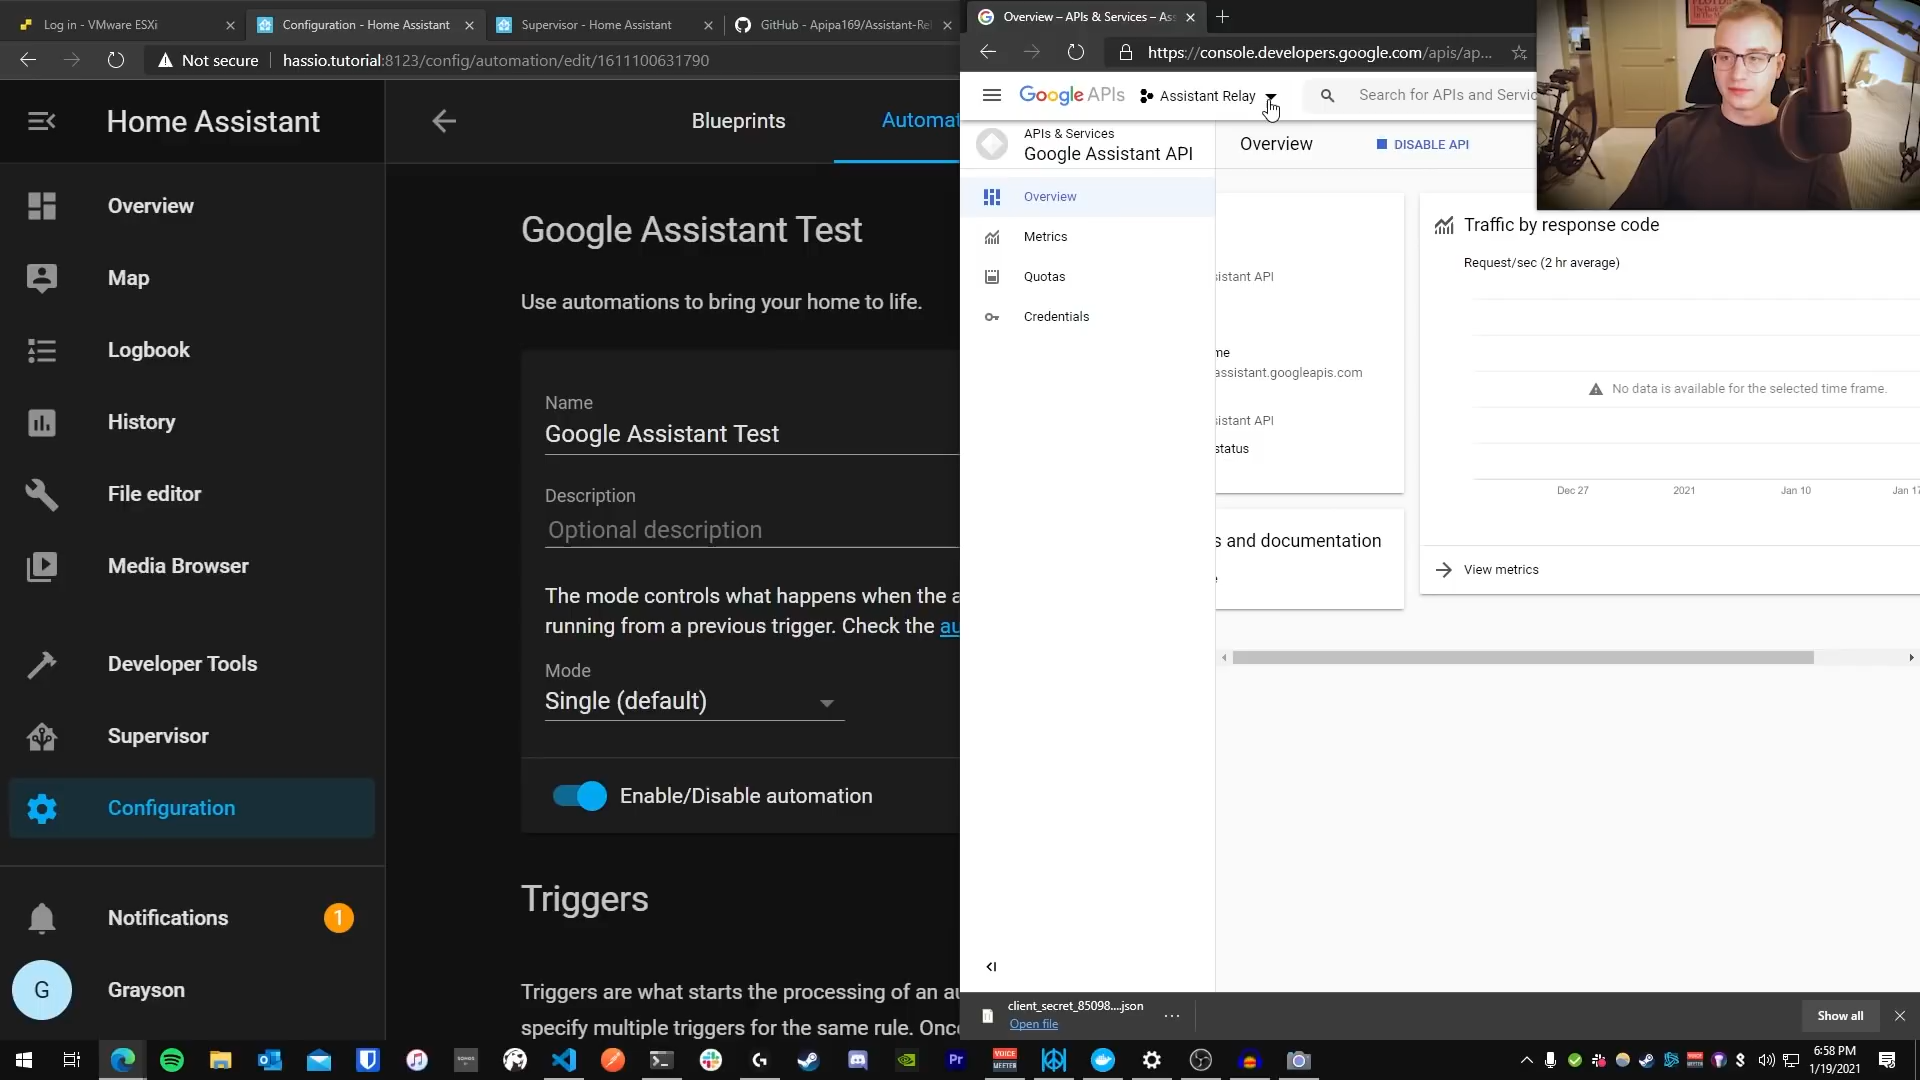 Log in - VMware ESXi
Configuration - Home Assistant
Supervisor - Home Assistant
GitHub - Apipa169/Assistant-Rel
Not secure
hassio.tutorial:8123/config/automation/edit/1611100631790
Home Assistant
Blueprints
Automat
Overview
Map
Logbook
History
File editor
Media Browser
Developer Tools
Supervisor
Configuration
Notifications
1
G
Grayson
Google Assistant Test
Use automations to bring your home to life.
Name
Google Assistant Test
Description
Optional description
The mode controls what happens when the a
running from a previous trigger. Check the au
Mode
Single (default)
Enable/Disable automation
Triggers
Triggers are what starts the processing of an au
specify multiple triggers for the same rule. Once
Overview – APIs & Services – Ass
https://console.developers.google.com/apis/ap...
Google APIs
Assistant Relay
Search for APIs and Servic
APIs & Services
Google Assistant API
Overview
DISABLE API
Overview
Metrics
Quotas
Credentials
istant API
me
assistant.googleapis.com
istant API
status
s and documentation
Traffic by response code
Request/sec (2 hr average)
No data is available for the selected time frame.
Dec 27
2021
Jan 10
Jan 17
View metrics
client_secret_85098....json
Open file
Show all
SONOS
Pr
VOICE
MEETER
6:58 PM
1/19/2021